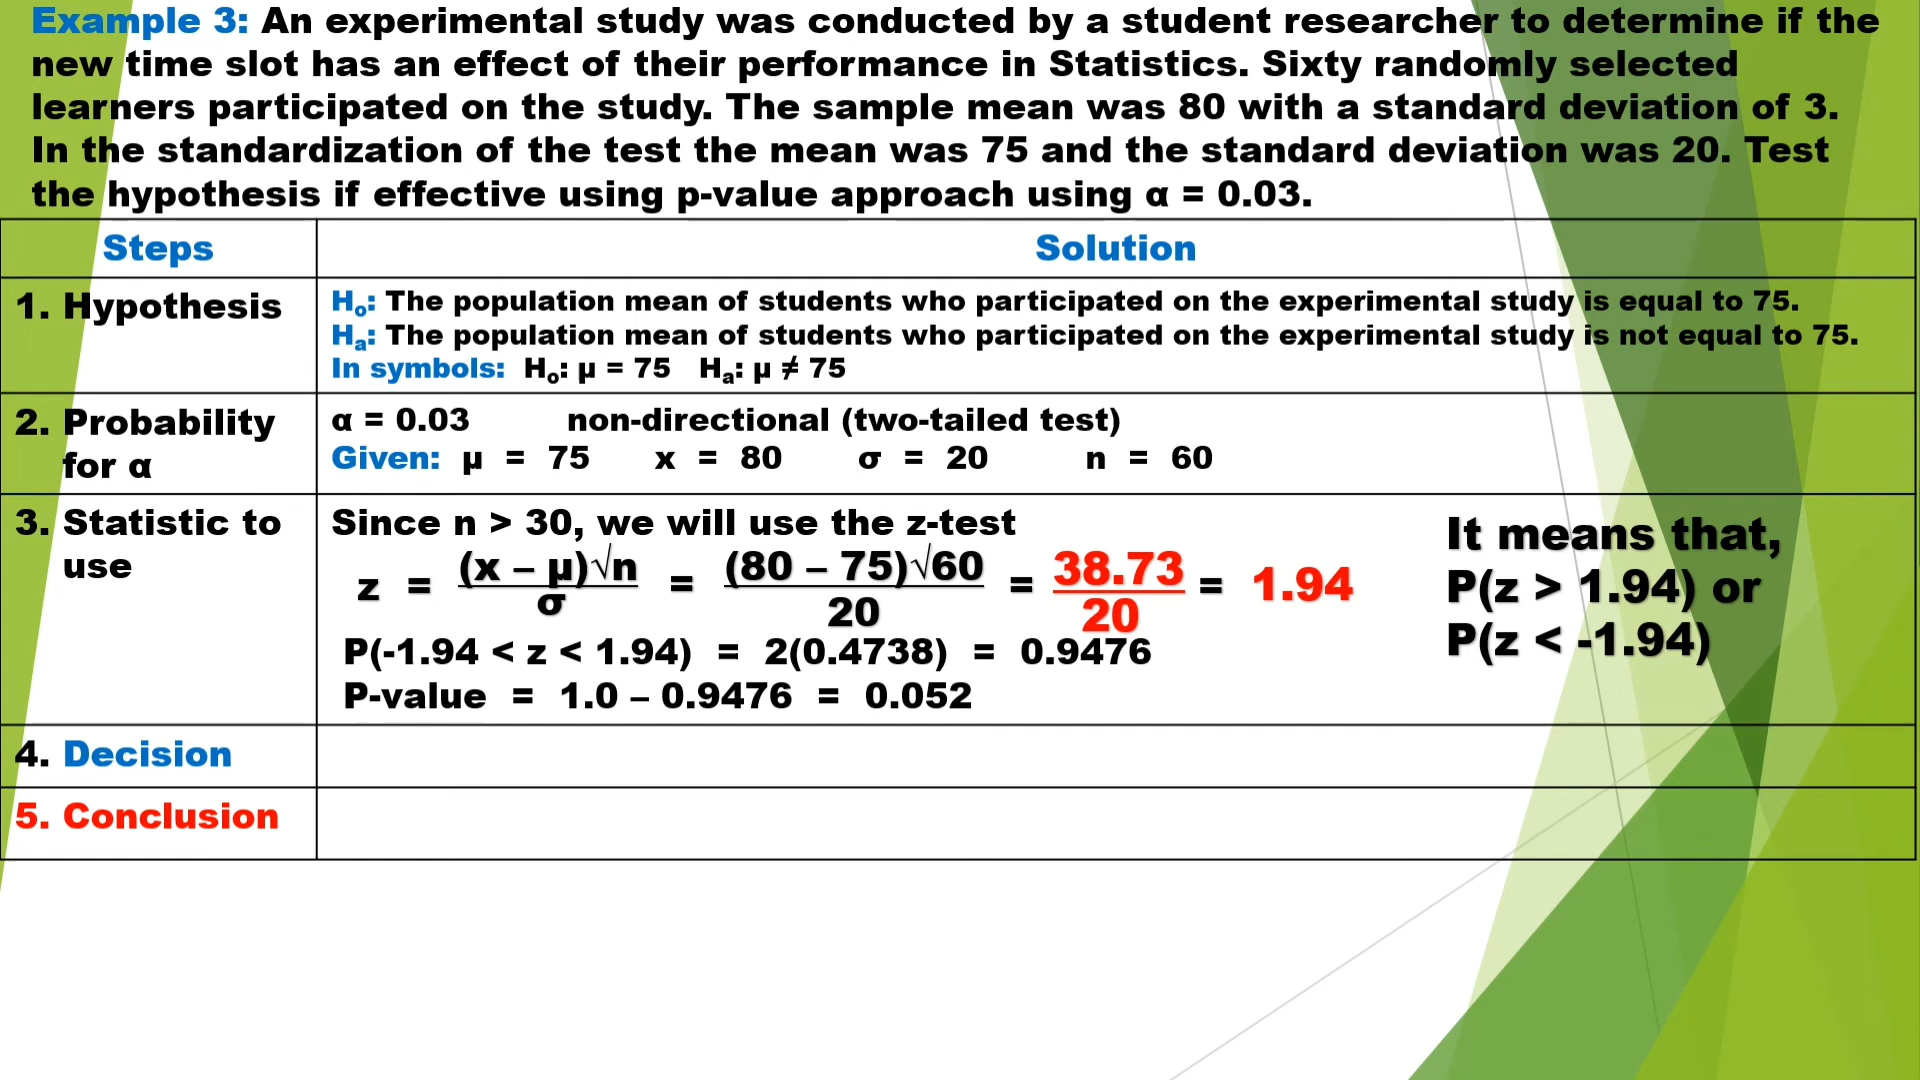 Example 3: An experimental study was conducted by a student researcher to determine if the
new time slot has an effect of their performance in Statistics. Sixty randomly selected
learners participated on the study. The sample mean was 80 with a standard deviation of 3.
In the standardization of the test the mean was 75 and the standard deviation was 20. Test
the hypothesis if effective using p-value approach using α = 0.03.
Steps Solution
1. Hypothesis
Hₒ: The population mean of students who participated on the experimental study is equal to 75.
Hₐ: The population mean of students who participated on the experimental study is not equal to 75.
In symbols: Hₒ: μ = 75 Hₐ: μ ≠ 75
2. Probability
for α
α = 0.03 non-directional (two-tailed test)
Given: μ = 75 x = 80 σ = 20 n = 60
3. Statistic to
use
Since n > 30, we will use the z-test
z = (x – μ)√n / σ = (80 – 75)√60 / 20 = 38.73 / 20 = 1.94
P(-1.94 < z < 1.94) = 2(0.4738) = 0.9476
P-value = 1.0 – 0.9476 = 0.052
It means that,
P(z > 1.94) or
P(z < -1.94)
4. Decision
5. Conclusion